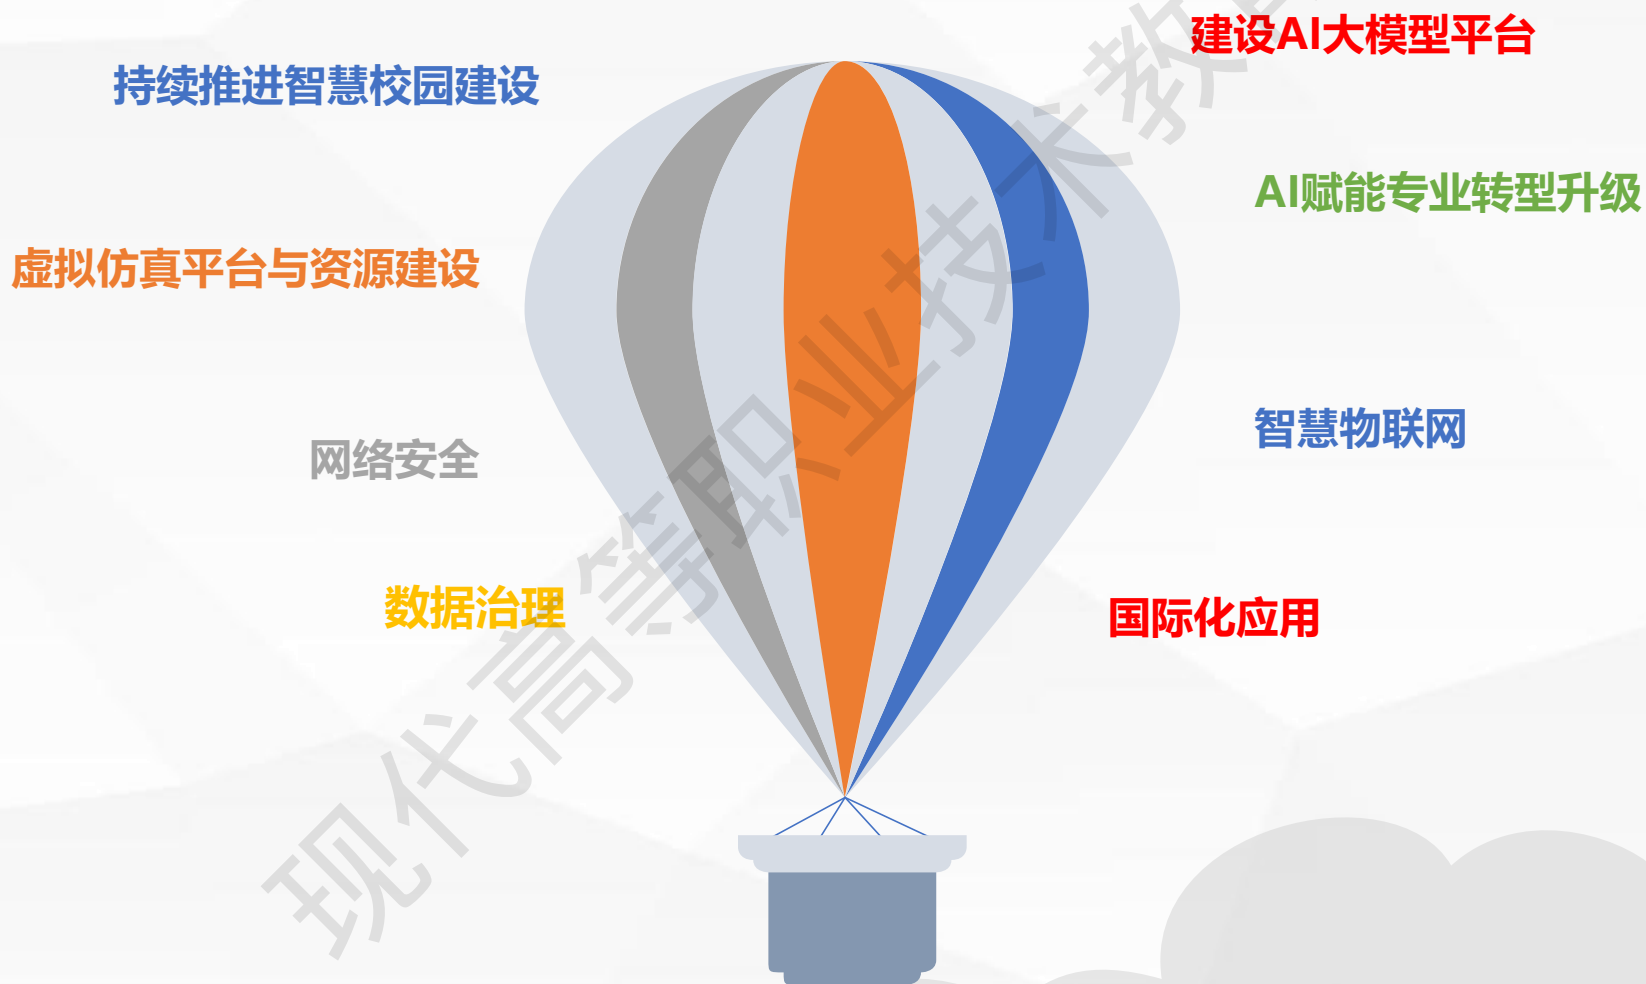 建设AI大模型平台
持续推进智慧校园建设
AI赋能专业转型升级
虚拟仿真平台与资源建设
智慧物联网
网络安全
数据治理
国际化应用
现代高等职业技术教